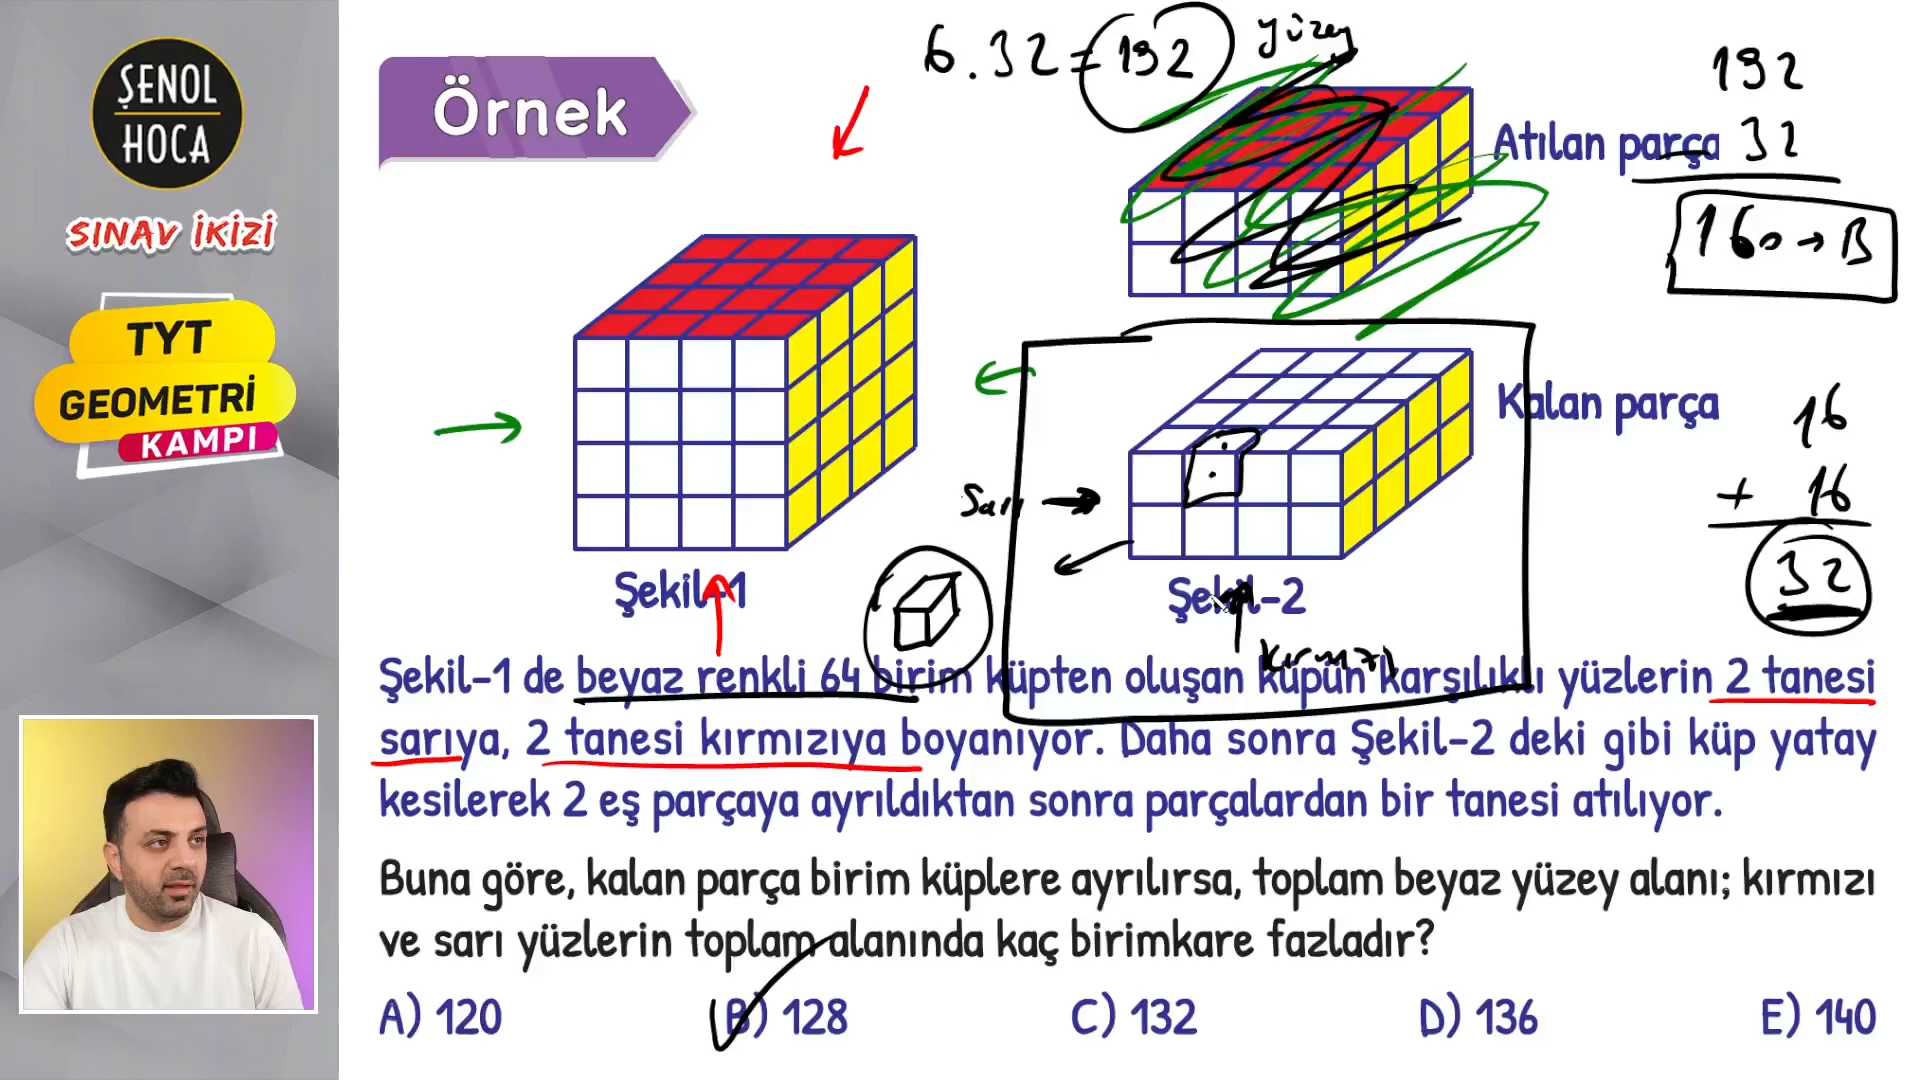 ŞENOL
HOCA
SINAV İKİZİ
TYT
GEOMETRİ
KAMPI
Örnek
6.32=192 yüzey
192
Atılan parça 32
160→B
Kalan parça
16
+ 16
32
Sarı
Şekil-1
Şekil-2
Kırmızı
Şekil-1 de beyaz renkli 64 birim küpten oluşan küpün karşılıklı yüzlerin 2 tanesi
sarıya, 2 tanesi kırmızıya boyanıyor. Daha sonra Şekil-2 deki gibi küp yatay
kesilerek 2 eş parçaya ayrıldıktan sonra parçalardan bir tanesi atılıyor.
Buna göre, kalan parça birim küplere ayrılırsa, toplam beyaz yüzey alanı; kırmızı
ve sarı yüzlerin toplam alanında kaç birimkare fazladır?
A) 120 B) 128 C) 132 D) 136 E) 140